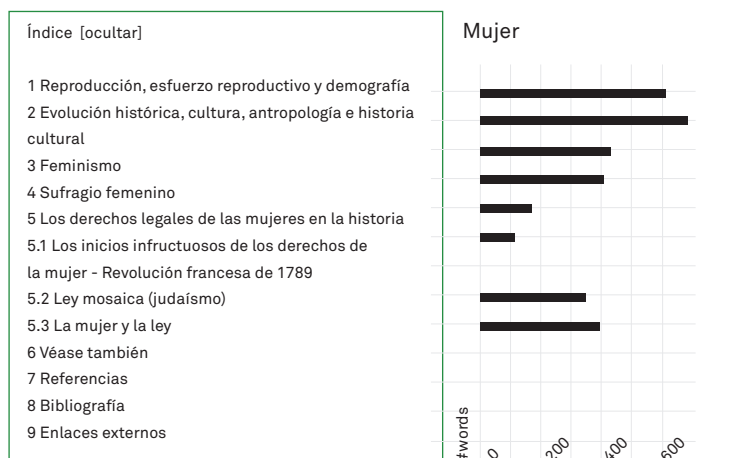 Índice [ocultar]
1 Reproducción, esfuerzo reproductivo y demografía
2 Evolución histórica, cultura, antropología e historia
cultural
3 Feminismo
4 Sufragio femenino
5 Los derechos legales de las mujeres en la historia
5.1 Los inicios infructuosos de los derechos de
la mujer - Revolución francesa de 1789
5.2 Ley mosaica (judaísmo)
5.3 La mujer y la ley
6 Véase también
7 Referencias
8 Bibliografía
9 Enlaces externos
Mujer
#words
0
200
400
600